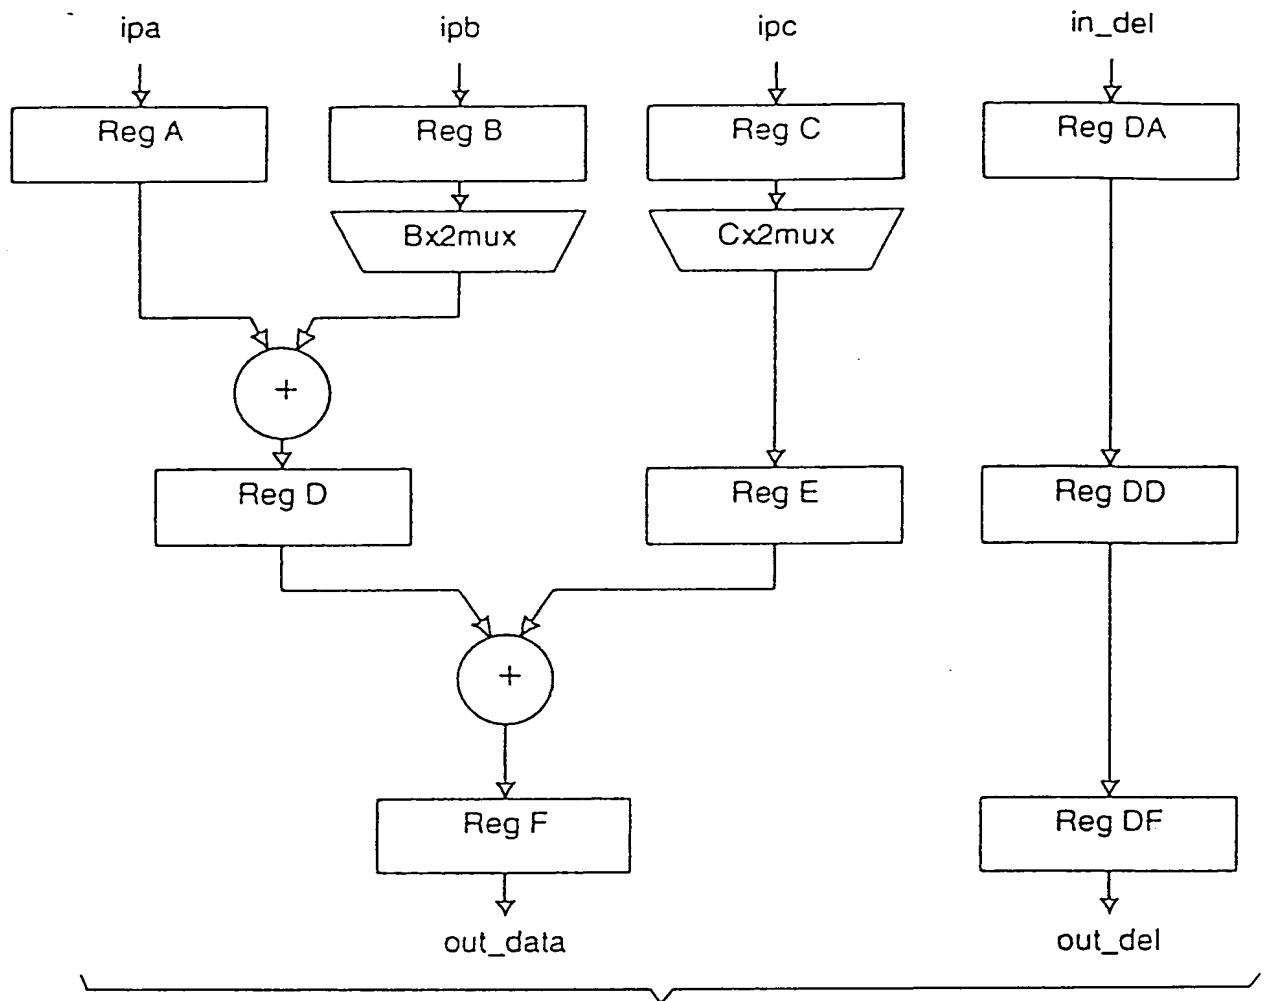 ipa ipb ipc in_del
Reg A Reg B Reg C Reg DA
Bx2mux Cx2mux
+
Reg D Reg E Reg DD
+
Reg F Reg DF
out_data out_del